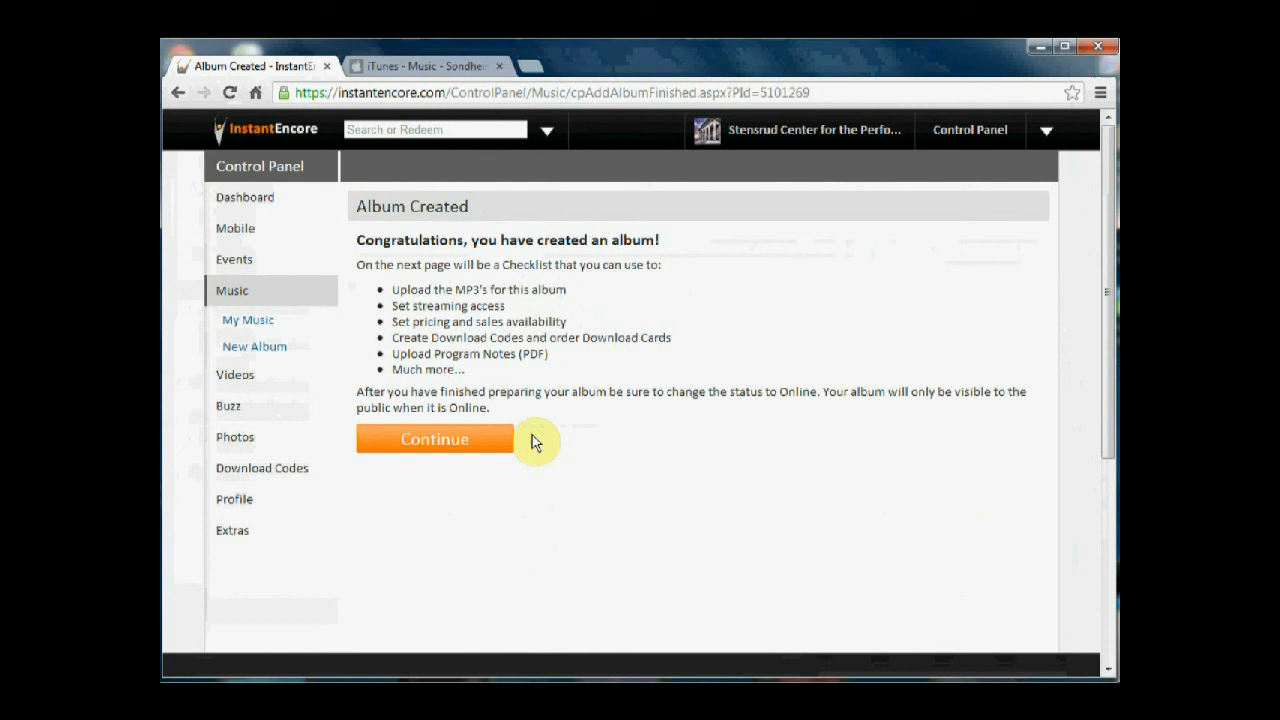 Album Created - InstantE
iTunes - Music - Sondhei
https://instantencore.com/ControlPanel/Music/cpAddAlbumFinished.aspx?PId=5101269
InstantEncore
Search or Redeem
Stensrud Center for the Perfo...
Control Panel
Control Panel
Dashboard
Mobile
Events
Music
My Music
New Album
Videos
Buzz
Photos
Download Codes
Profile
Extras
Album Created
Congratulations, you have created an album!
On the next page will be a Checklist that you can use to:
• Upload the MP3's for this album
• Set streaming access
• Set pricing and sales availability
• Create Download Codes and order Download Cards
• Upload Program Notes (PDF)
• Much more...
After you have finished preparing your album be sure to change the status to Online. Your album will only be visible to the
public when it is Online.
Continue